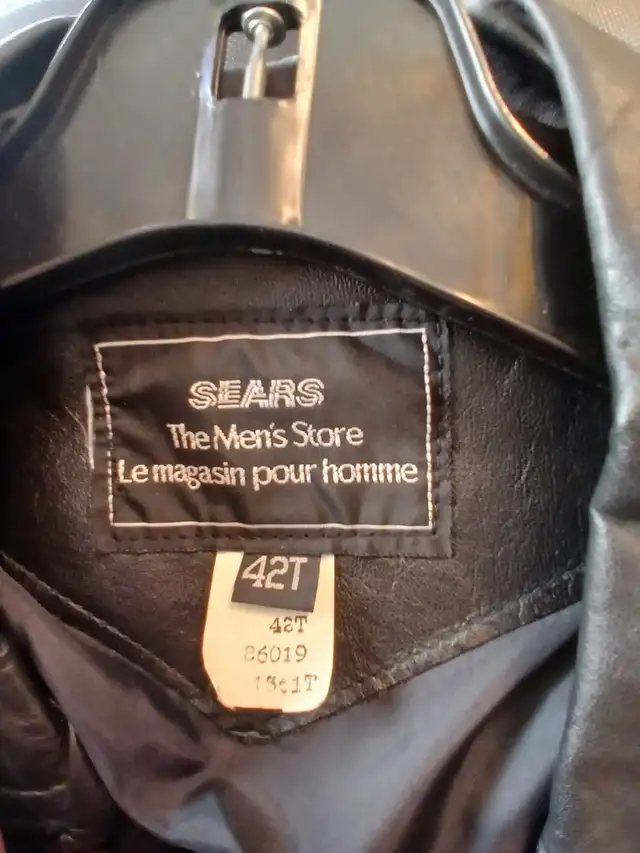 SEARS
The Men's Store
Le magasin pour homme
42T
42T
86019